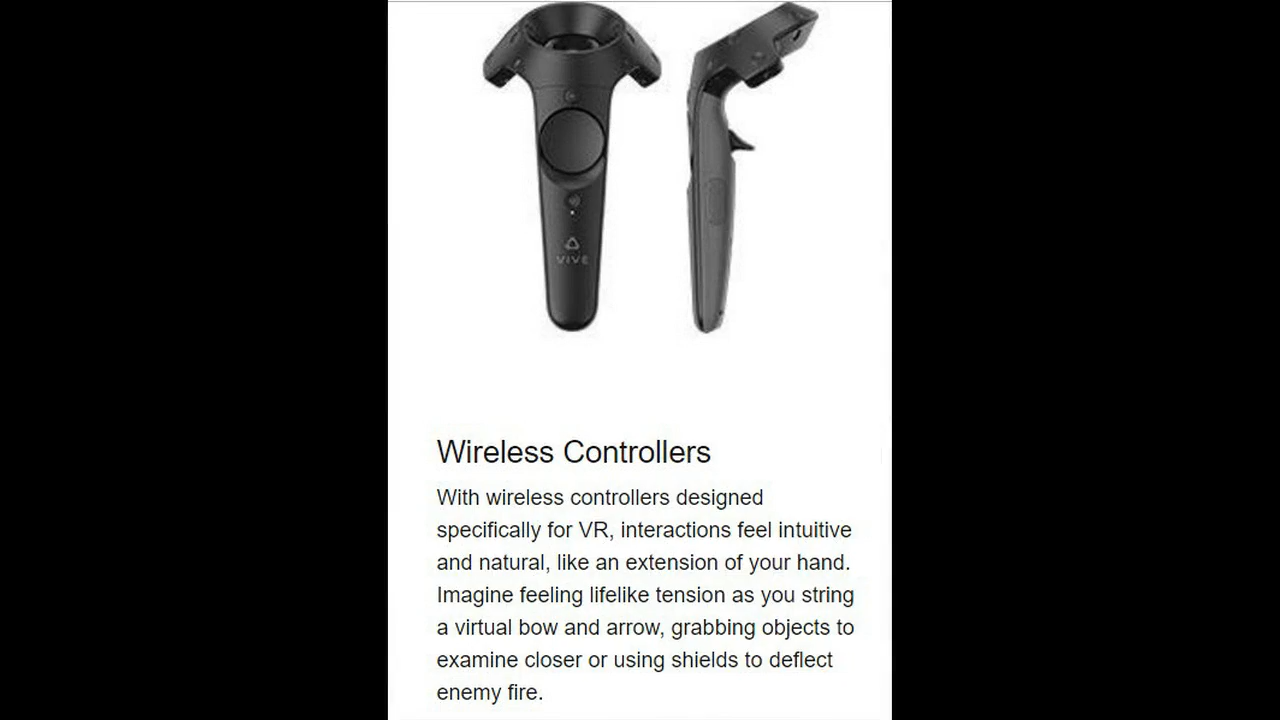 VIVE
Wireless Controllers
With wireless controllers designed
specifically for VR, interactions feel intuitive
and natural, like an extension of your hand.
Imagine feeling lifelike tension as you string
a virtual bow and arrow, grabbing objects to
examine closer or using shields to deflect
enemy fire.